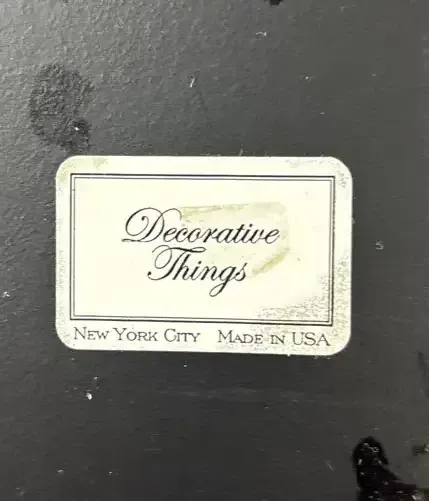 Decorative
Things
NEW YORK CITY MADE IN USA